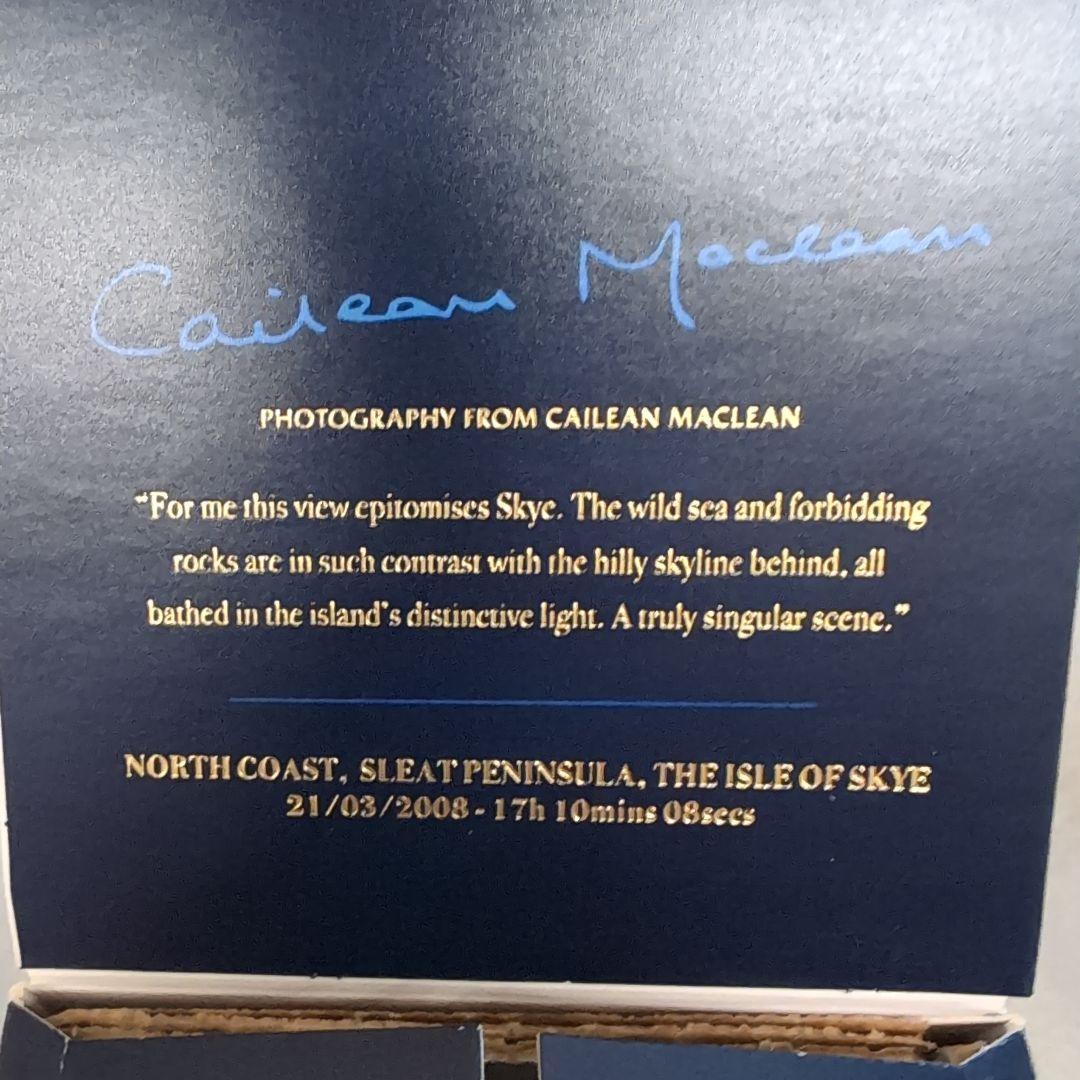 Cailean Maclean
PHOTOGRAPHY FROM CAILEAN MACLEAN
“For me this view epitomises Skye. The wild sea and forbidding
rocks are in such contrast with the hilly skyline behind, all
bathed in the island's distinctive light. A truly singular scene.”
NORTH COAST, SLEAT PENINSULA, THE ISLE OF SKYE
21/03/2008 - 17h 10mins 08secs